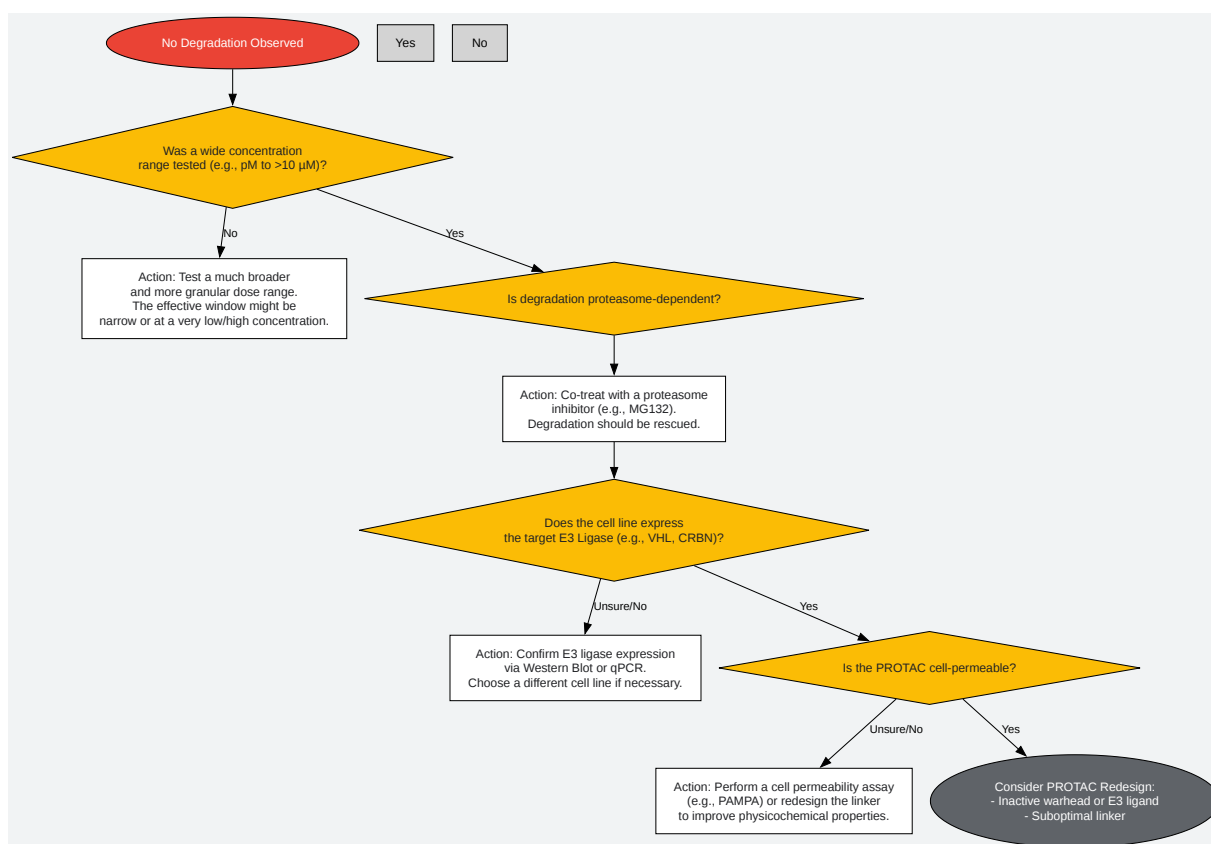 No Degradation Observed
Yes
No
Was a wide concentration
range tested (e.g., pM to >10 µM)?
No
Yes
Action: Test a much broader
and more granular dose range.
The effective window might be
narrow or at a very low/high concentration.
Is degradation proteasome-dependent?
Action: Co-treat with a proteasome
inhibitor (e.g., MG132).
Degradation should be rescued.
Does the cell line express
the target E3 Ligase (e.g., VHL, CRBN)?
Unsure/No
Yes
Action: Confirm E3 ligase expression
via Western Blot or qPCR.
Choose a different cell line if necessary.
Is the PROTAC cell-permeable?
Unsure/No
Yes
Action: Perform a cell permeability assay
(e.g., PAMPA) or redesign the linker
to improve physicochemical properties.
Consider PROTAC Redesign:
- Inactive warhead or E3 ligand
- Suboptimal linker